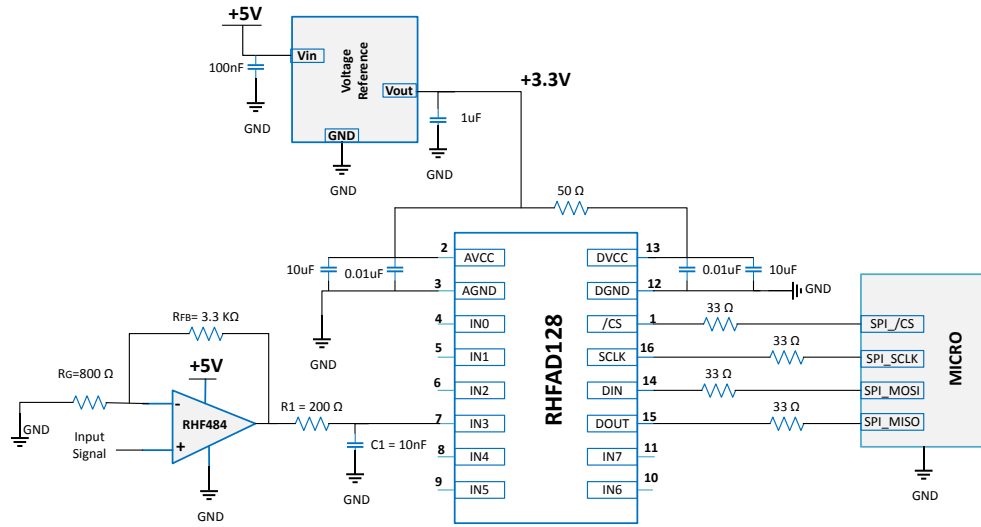 +5V
Vin
100nF
GND
Voltage
Reference
Vout
+3.3V
1uF
GND
GND
GND
50 Ω
2
AVCC
DVCC
13
10uF
0.01uF
0.01uF
10uF
3
AGND
DGND
12
GND
GND
4
IN0
/CS
1
33 Ω
SPI_/CS
5
IN1
SCLK
16
33 Ω
SPI_SCLK
6
IN2
DIN
14
33 Ω
SPI_MOSI
7
IN3
DOUT
15
33 Ω
SPI_MISO
8
IN4
IN7
11
9
IN5
IN6
10
RHFAD128
MICRO
GND
RFB= 3.3 KΩ
+5V
RG=800 Ω
-
RHF484
+
GND
Input
Signal
R1 = 200 Ω
C1 = 10nF
GND
GND